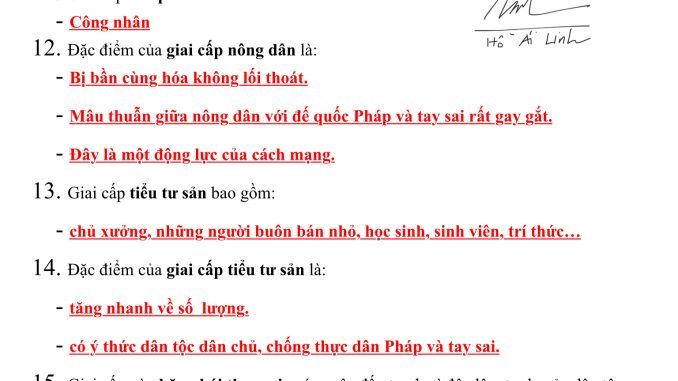 - Công nhân
Hồ Ái Linh
12. Đặc điểm của giai cấp nông dân là:
- Bị bần cùng hóa không lối thoát.
- Mâu thuẫn giữa nông dân với đế quốc Pháp và tay sai rất gay gắt.
- Đây là một động lực của cách mạng.
13. Giai cấp tiểu tư sản bao gồm:
- chủ xưởng, những người buôn bán nhỏ, học sinh, sinh viên, trí thức…
14. Đặc điểm của giai cấp tiểu tư sản là:
- tăng nhanh về số  lượng.
- có ý thức dân tộc dân chủ, chống thực dân Pháp và tay sai.